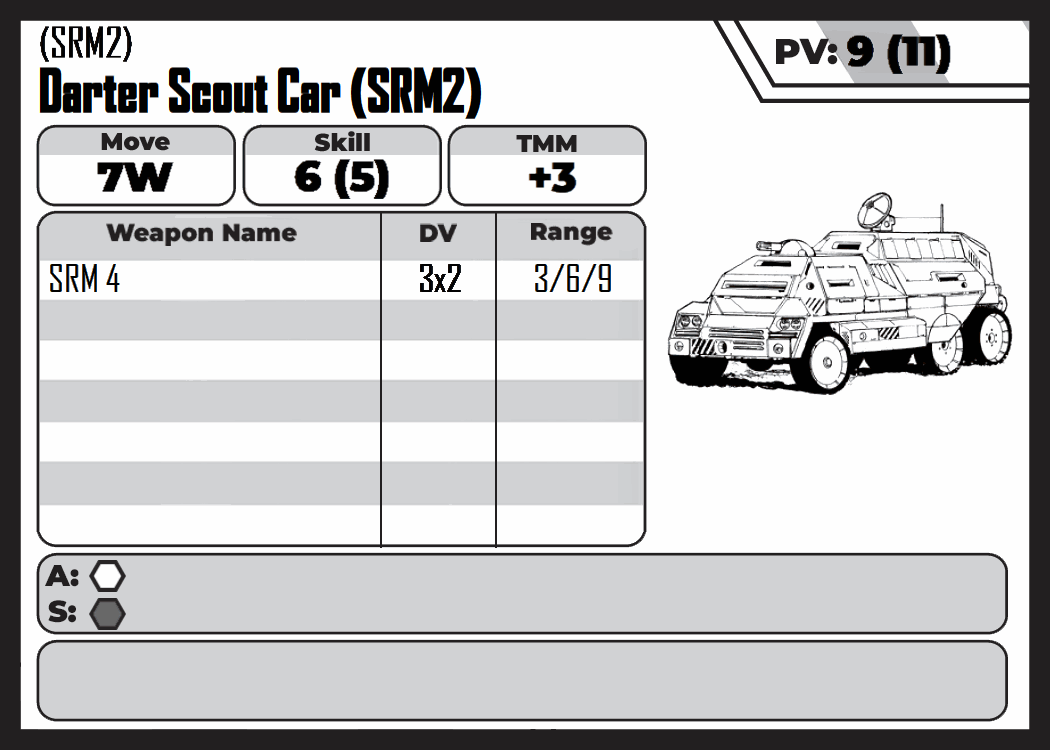 (SRM2)
Darter Scout Car (SRM2)
PV: 9 (11)
Move Skill TMM
7W 6 (5) +3
Weapon Name DV Range
SRM 4 3x2 3/6/9
A:
S: